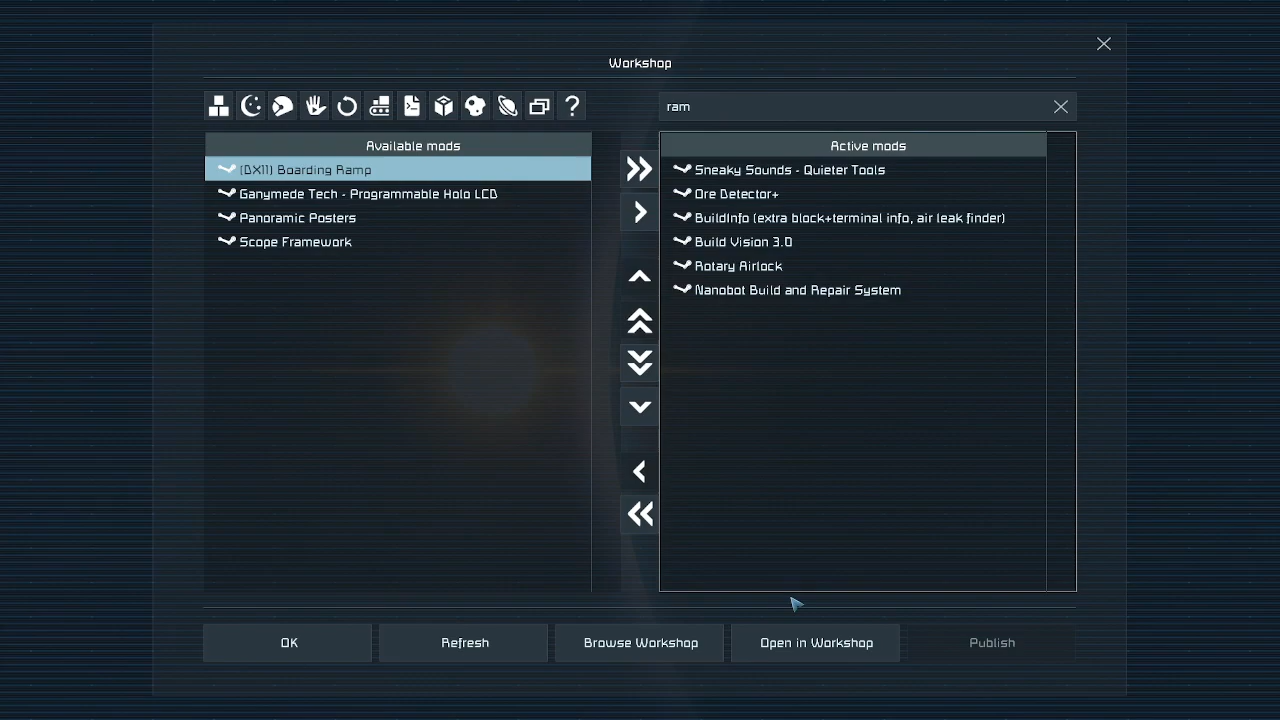 Workshop
ram
Available mods
(DX11) Boarding Ramp
Ganymede Tech - Programmable Holo LCD
Panoramic Posters
Scope Framework
Active mods
Sneaky Sounds - Quieter Tools
Ore Detector+
BuildInfo (extra block+terminal info, air leak finder)
Build Vision 3.0
Rotary Airlock
Nanobot Build and Repair System
OK
Refresh
Browse Workshop
Open in Workshop
Publish